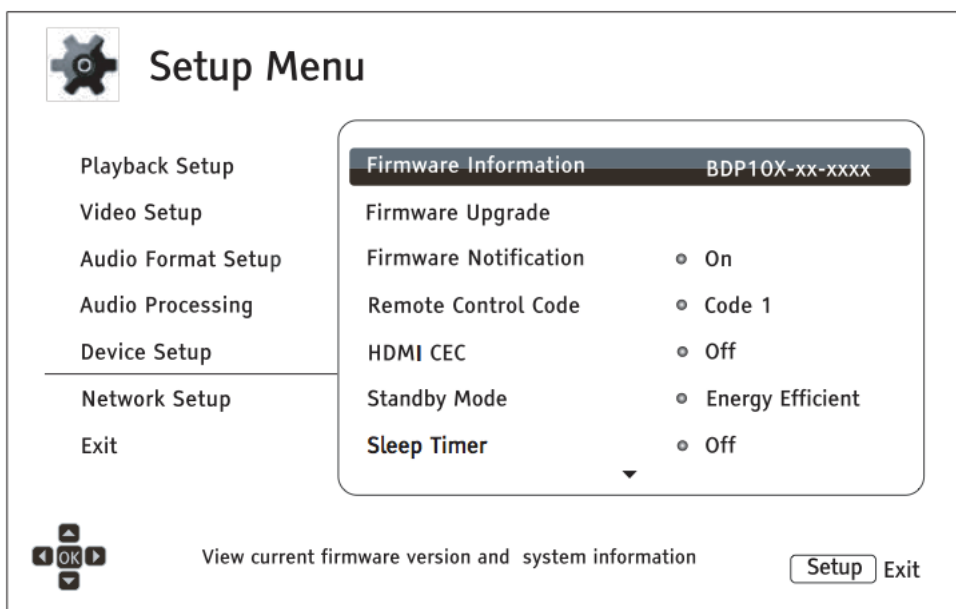 Setup Menu
Playback Setup
Video Setup
Audio Format Setup
Audio Processing
Device Setup
Network Setup
Exit
Firmware Information BDP10X-xx-xxxx
Firmware Upgrade
Firmware Notification On
Remote Control Code Code 1
HDMI CEC Off
Standby Mode Energy Efficient
Sleep Timer Off
OK
View current firmware version and system information
Setup Exit